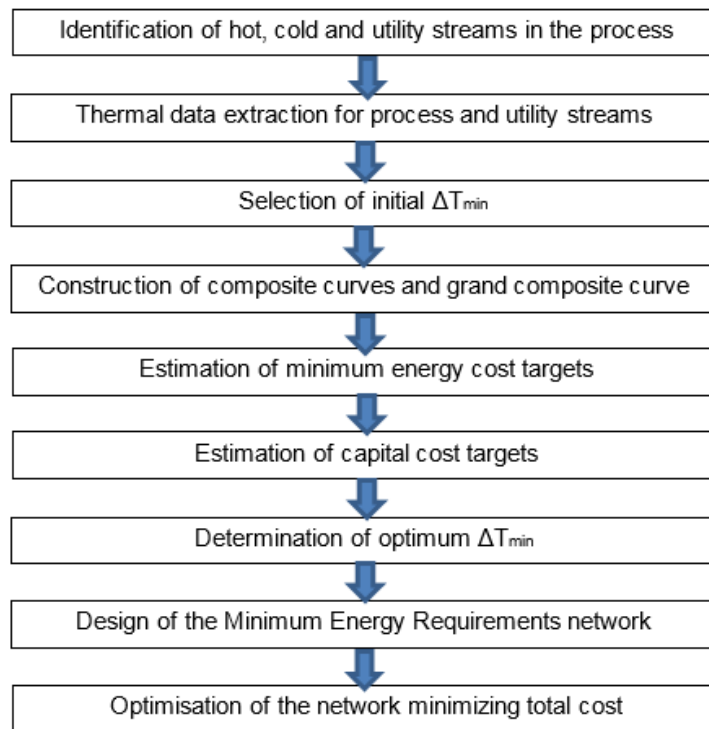 Identification of hot, cold and utility streams in the process
Thermal data extraction for process and utility streams
Selection of initial ΔTmin
Construction of composite curves and grand composite curve
Estimation of minimum energy cost targets
Estimation of capital cost targets
Determination of optimum ΔTmin
Design of the Minimum Energy Requirements network
Optimisation of the network minimizing total cost